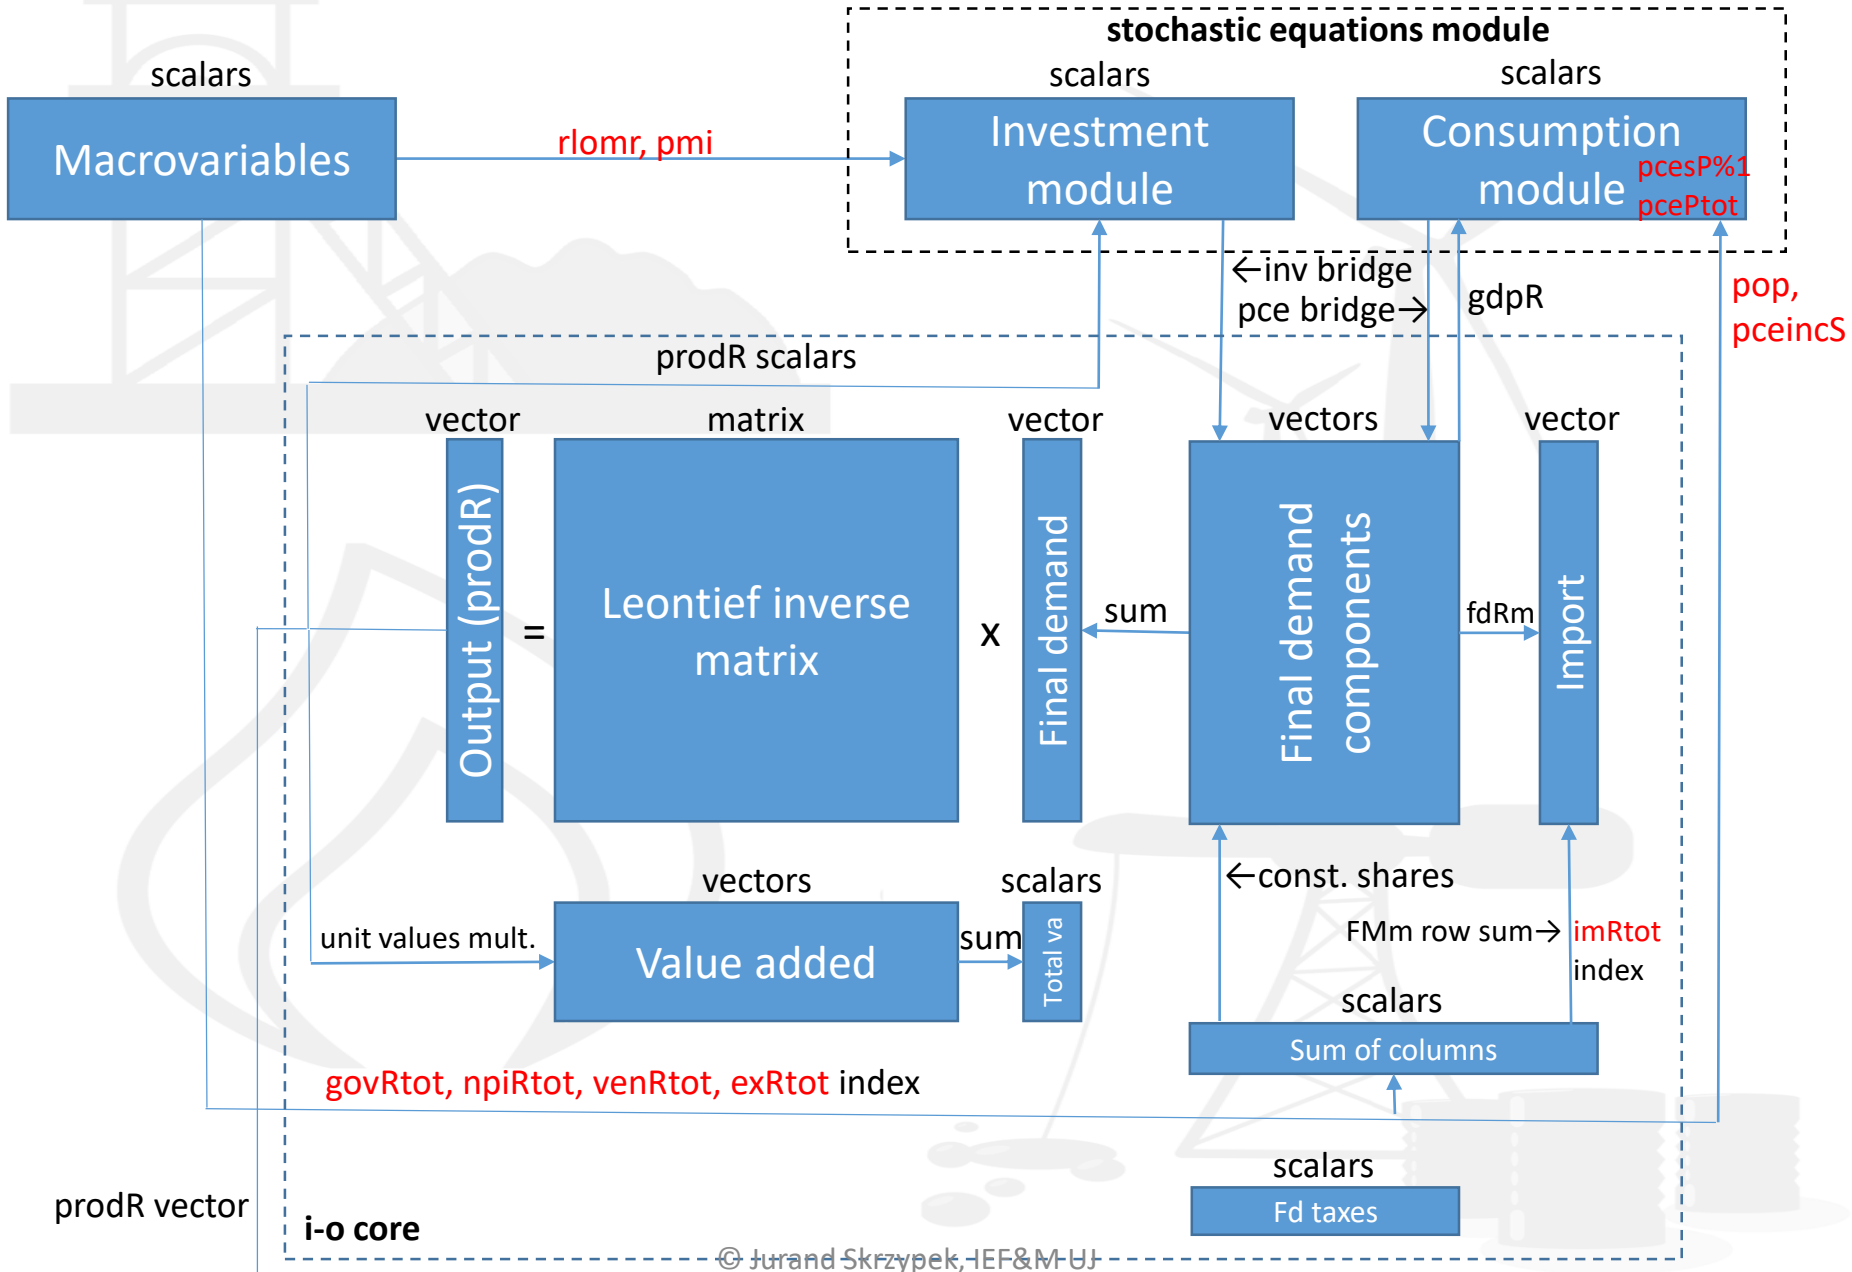 stochastic equations module
scalars
scalars
scalars
Macrovariables
rlomr, pmi
Investment
module
Consumption
module
pcesP%1
pcePtot
←inv bridge
pce bridge→
gdpR
pop,
pceincS
prodR scalars
vector
matrix
vector
vectors
vector
Output (prodR)
=
Leontief inverse
matrix
x
Final demand
sum
Final demand
components
fdRm
Import
vectors
scalars
←const. shares
unit values mult.
Value added
sum
Total va
FMm row sum→
imRtot
index
scalars
Sum of columns
govRtot, npiRtot, venRtot, exRtot index
scalars
Fd taxes
prodR vector
i-o core
© Jurand Skrzypek, IEF&M UJ